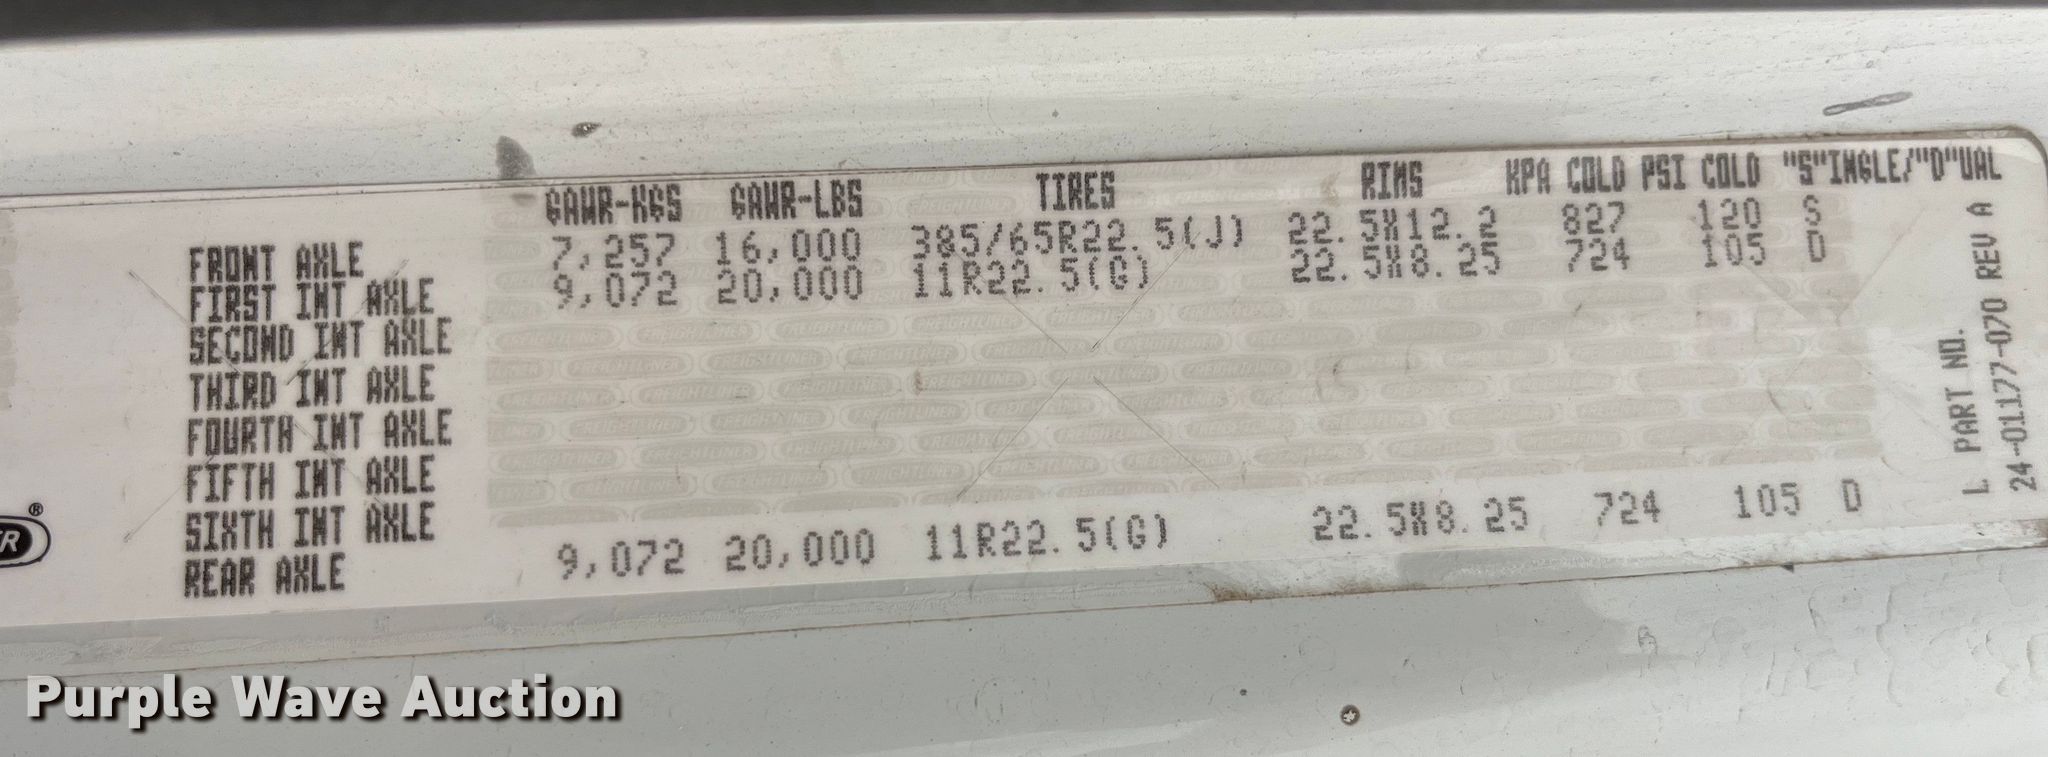 GAWR-KGS GAWR-LBS TIRES RIMS KPA COLD PSI COLD "S"INGLE/"D"UAL
FRONT AXLE 7,257 16,000 385/65R22.5(J) 22.5X12.2 827 120 S
FIRST INT AXLE 9,072 20,000 11R22.5(G) 22.5X8.25 724 105 D
SECOND INT AXLE
THIRD INT AXLE
FOURTH INT AXLE
FIFTH INT AXLE
SIXTH INT AXLE
REAR AXLE 9,072 20,000 11R22.5(G) 22.5X8.25 724 105 D
L PART NO.
24-01177-070 REV A
Purple Wave Auction